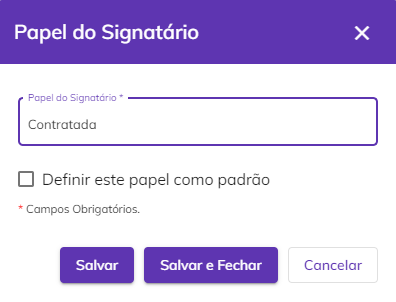 Papel do Signatário
Papel do Signatário *
Contratada
Definir este papel como padrão
* Campos Obrigatórios.
Salvar
Salvar e Fechar
Cancelar